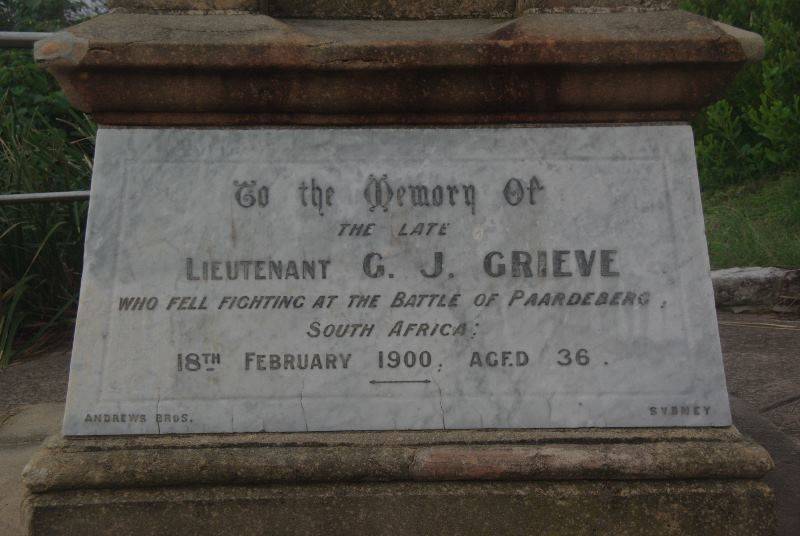 To the Memory Of
THE LATE
LIEUTENANT G. J. GRIEVE
WHO FELL FIGHTING AT THE BATTLE OF PAARDEBERG,
SOUTH AFRICA;
18TH FEBRUARY 1900, AGED 36.
ANDREWS BROS. SYDNEY